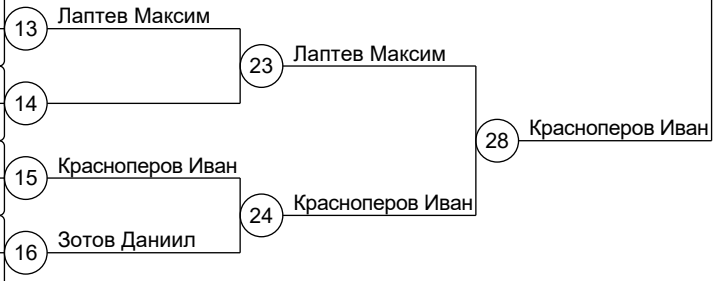 13 Лаптев Максим
23 Лаптев Максим
14
28 Красноперов Иван
15 Красноперов Иван
24 Красноперов Иван
16 Зотов Даниил